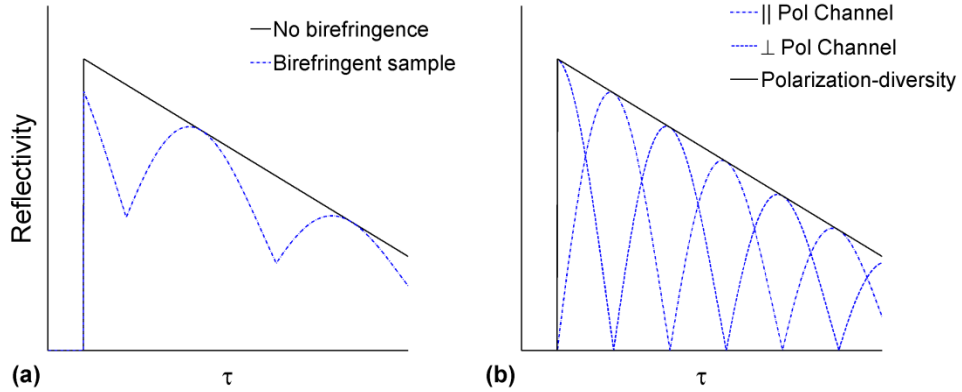 No birefringence
Birefringent sample
Reflectivity
(a)
τ
|| Pol Channel
⊥ Pol Channel
Polarization-diversity
(b)
τ